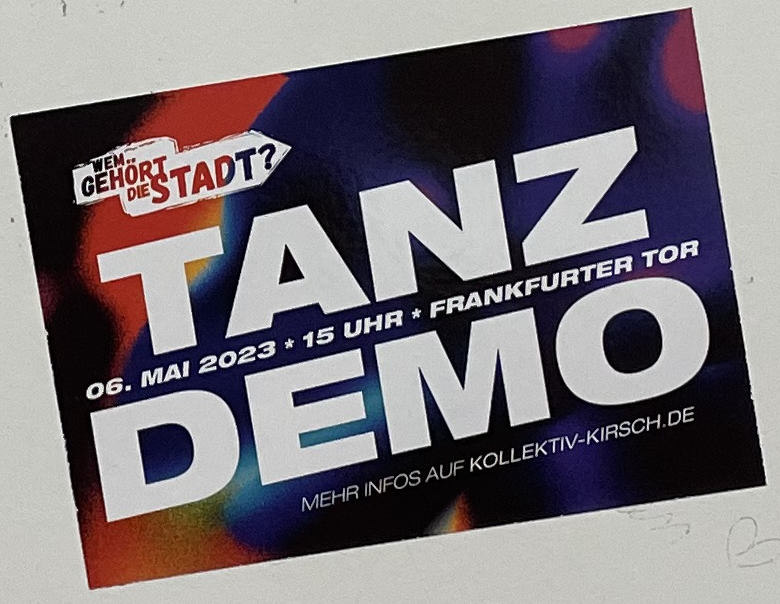 WEM
GEHÖRT
DIE STADT?
TANZ
06. MAI 2023 * 15 UHR * FRANKFURTER TOR
DEMO
MEHR INFOS AUF KOLLEKTIV-KIRSCH.DE